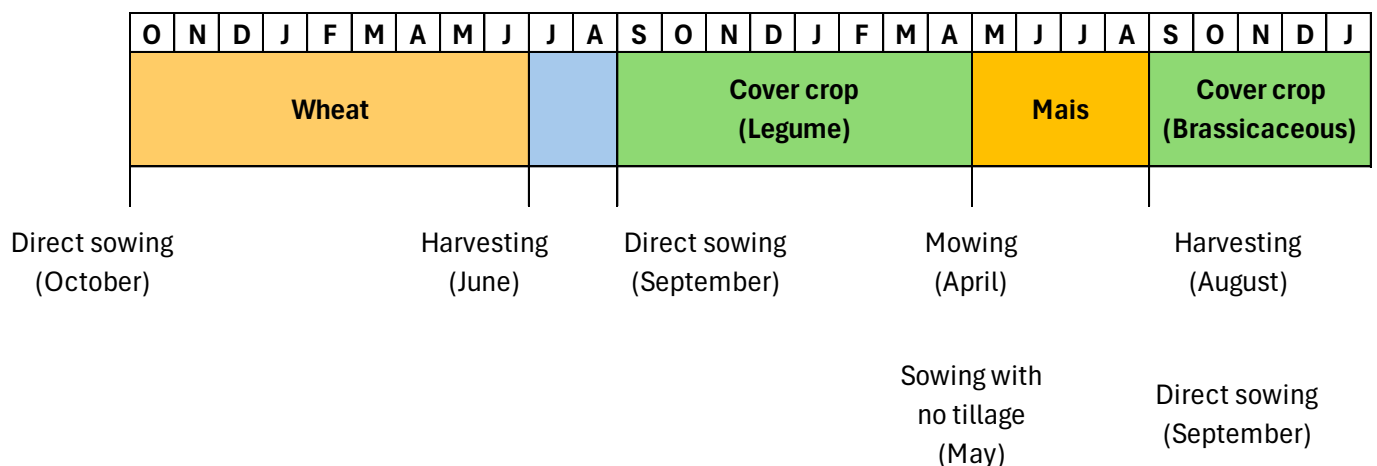 O N D J F M A M J J A S O N D J F M A M J J A S O N D J
Wheat
Cover crop
(Legume)
Mais
Cover crop
(Brassicaceous)
Direct sowing
(October)
Harvesting
(June)
Direct sowing
(September)
Mowing
(April)
Harvesting
(August)
Sowing with
no tillage
(May)
Direct sowing
(September)